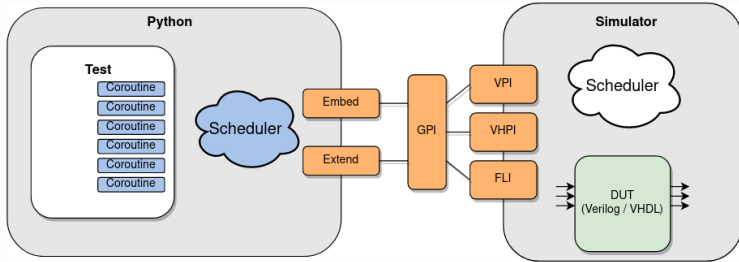 Python
Test
Coroutine
Coroutine
Coroutine
Coroutine
Coroutine
Coroutine
Scheduler
Embed
Extend
GPI
Simulator
VPI
VHPI
FLI
Scheduler
DUT
(Verilog / VHDL)